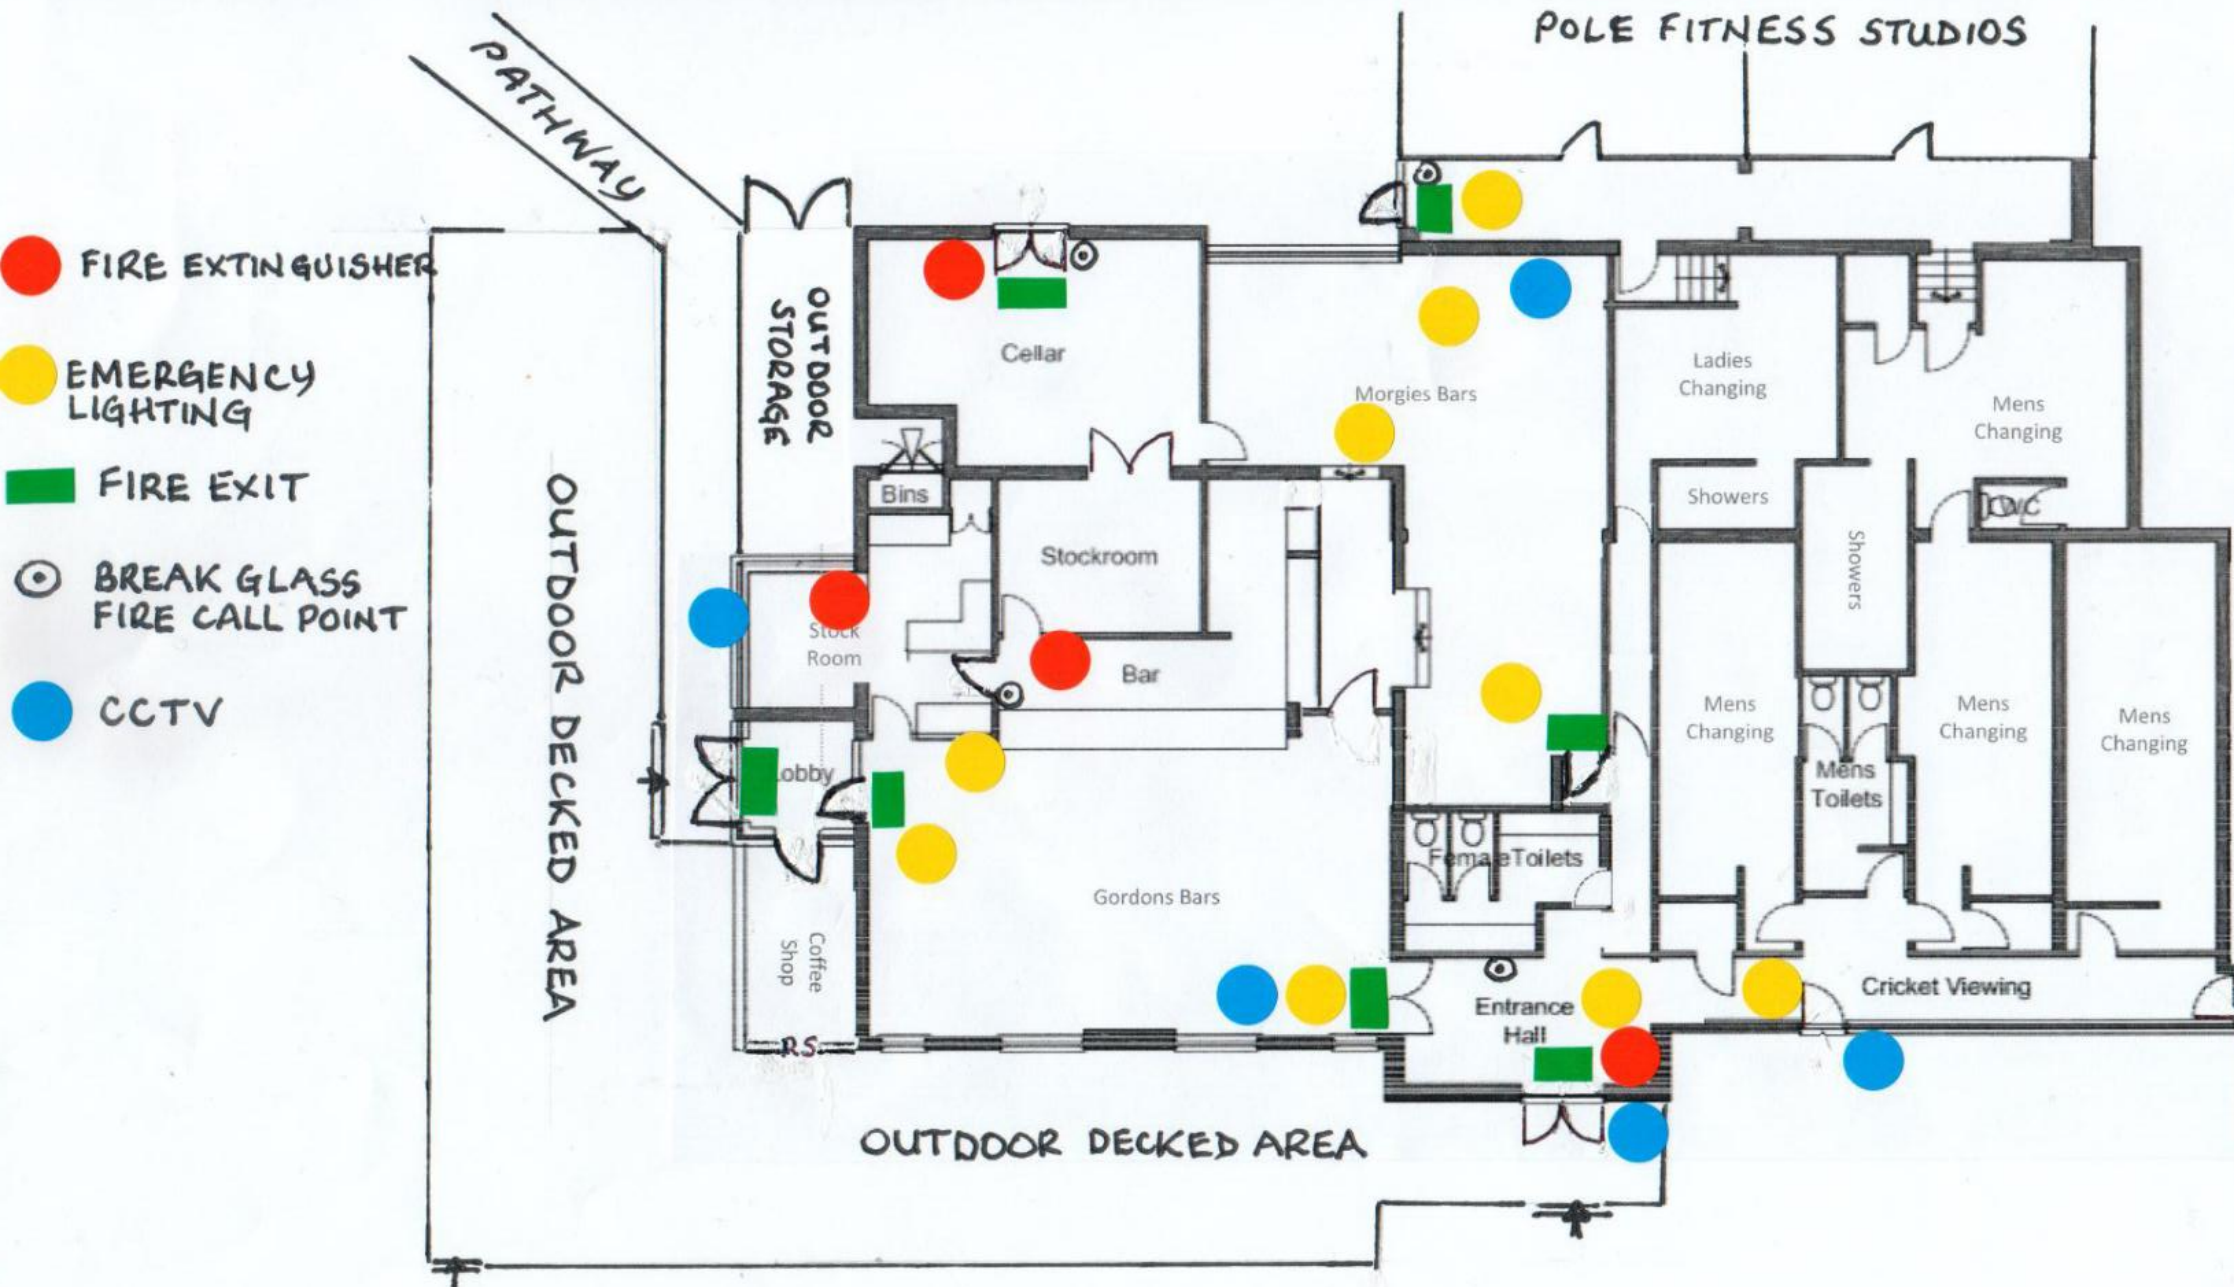 POLE FITNESS STUDIOS
PATHWAY
FIRE EXTINGUISHER
EMERGENCY
LIGHTING
FIRE EXIT
BREAK GLASS
FIRE CALL POINT
CCTV
OUTDOOR DECKED AREA
OUTDOOR
STORAGE
Cellar
Morgies Bars
Ladies
Changing
Mens
Changing
Bins
Stockroom
Showers
WC
Showers
Stock
Room
Bar
Mens
Changing
Mens
Changing
Mens
Changing
Lobby
Mens
Toilets
Female Toilets
Gordons Bars
Coffee
Shop
Cricket Viewing
Entrance
Hall
RS
OUTDOOR DECKED AREA